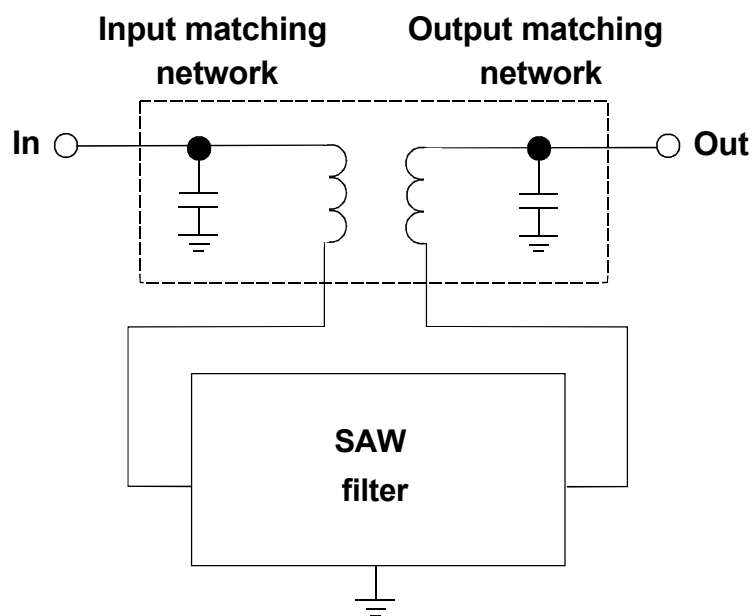 Input matching
network
Output matching
network
In
Out
SAW
filter